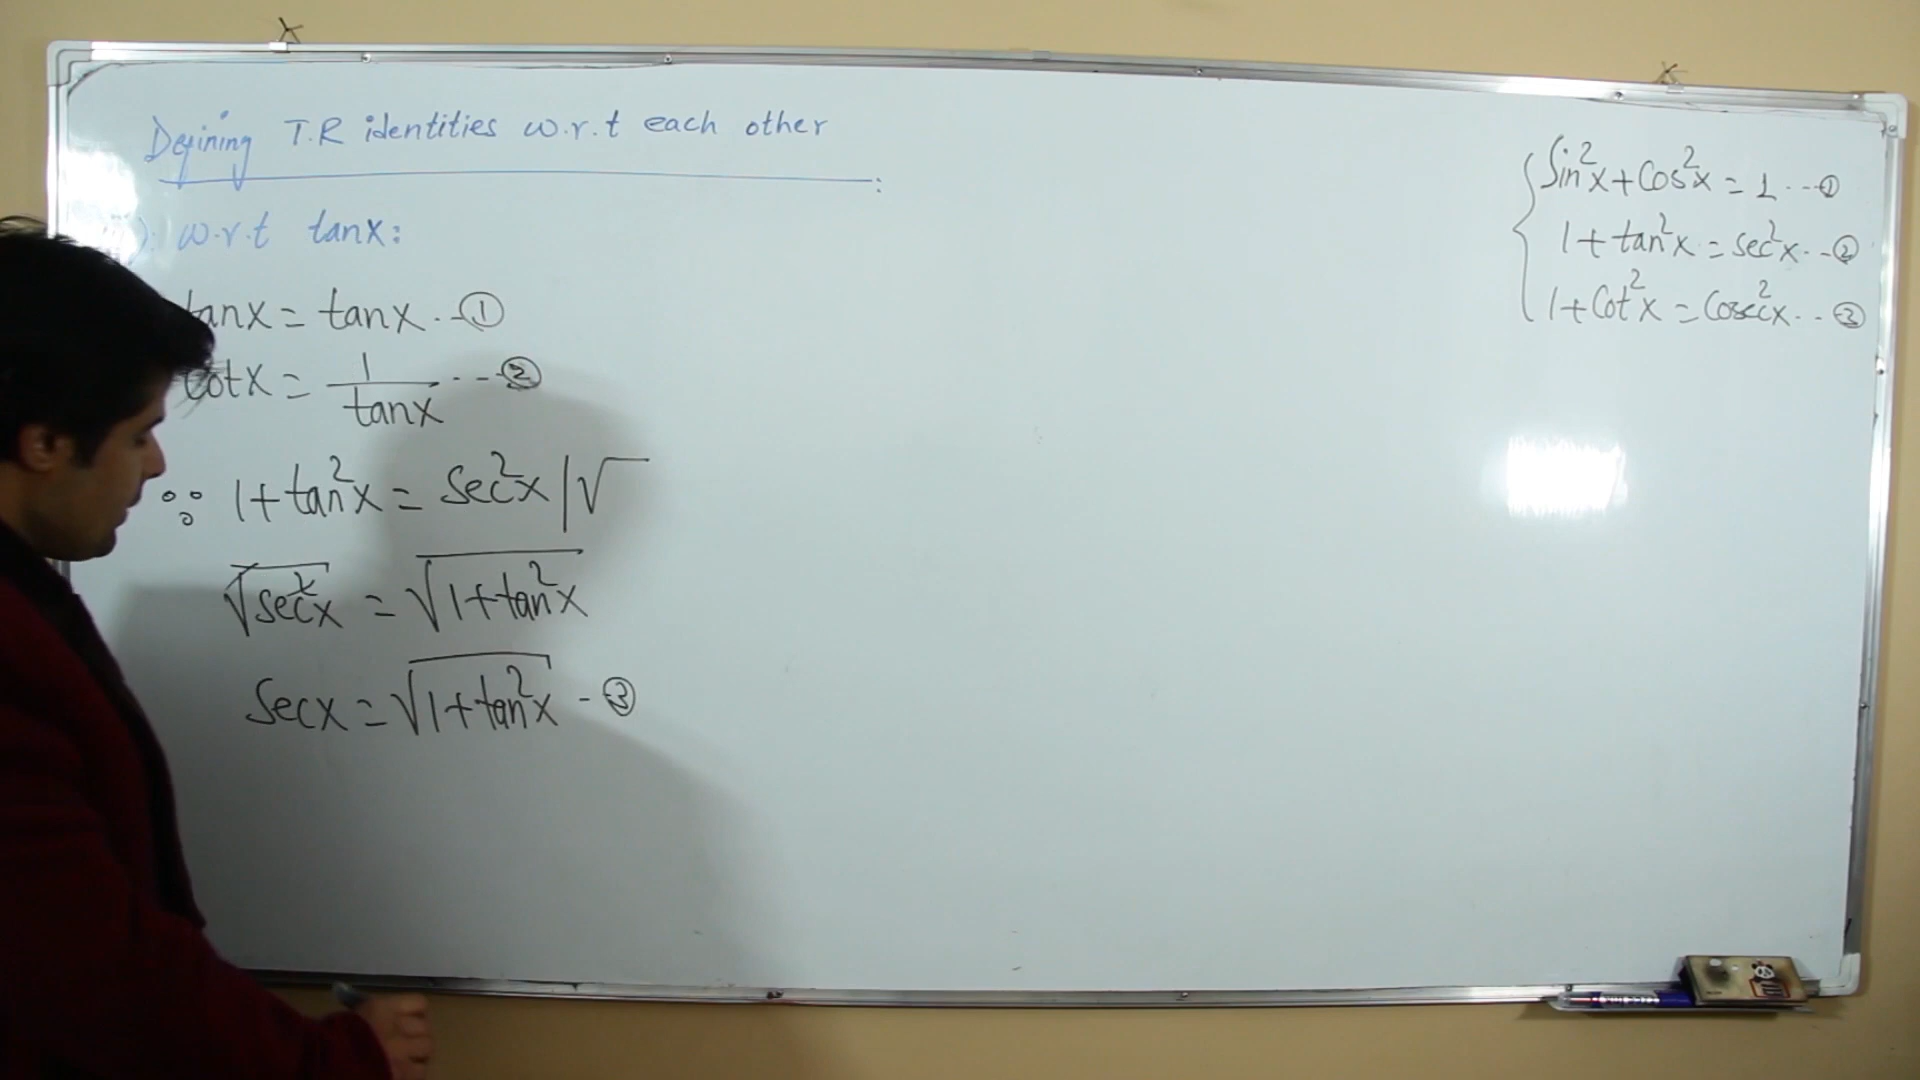 Defining T.R identities w.r.t each other :
): w.r.t tanx:
tanx = tanx - - ①
cotx = 1/tanx - - - ②
∵ 1+tan²x = sec²x |√
√sec²x = √1+tan²x
Secx = √1+tan²x - ③
Sin²x + Cos²x = 1 - - - ①
1 + tan²x = sec²x - - - ②
1 + Cot²x = Cosec²x - - - ③